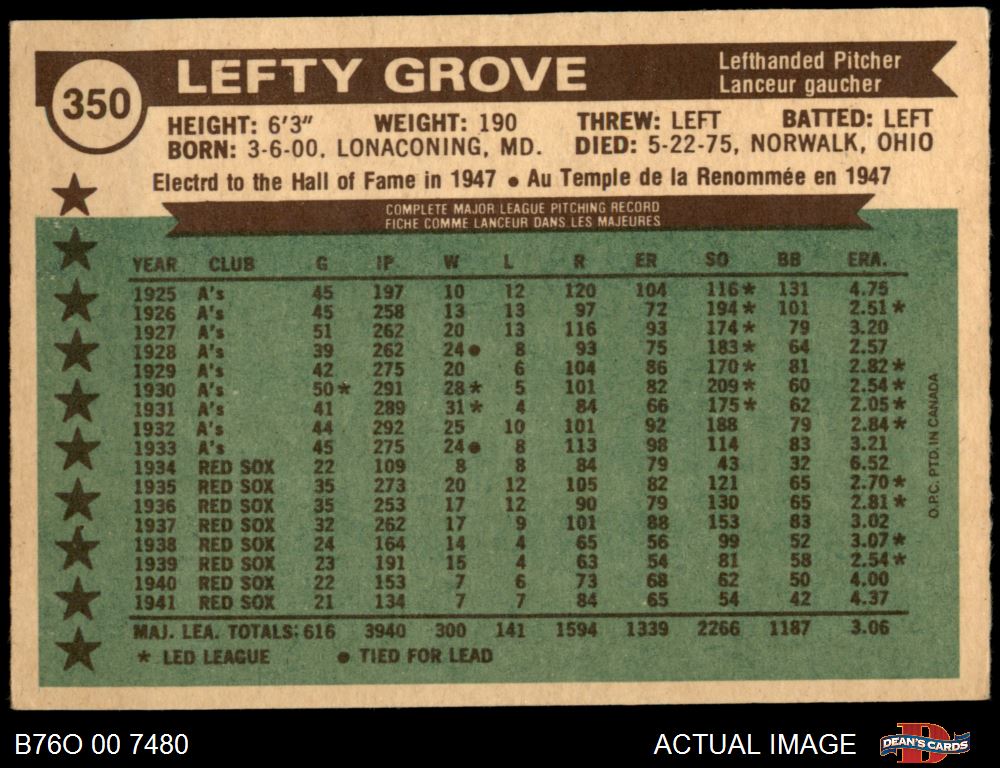 350
LEFTY GROVE
Lefthanded Pitcher
Lanceur gaucher
HEIGHT: 6'3" WEIGHT: 190 THREW: LEFT BATTED: LEFT
BORN: 3-6-00, LONACONING, MD. DIED: 5-22-75, NORWALK, OHIO
Electrd to the Hall of Fame in 1947 ● Au Temple de la Renommée en 1947
COMPLETE MAJOR LEAGUE PITCHING RECORD
FICHE COMME LANCEUR DANS LES MAJEURES
YEAR CLUB G IP W L R ER SO BB ERA.
1925 A's 45 197 10 12 120 104 116* 131 4.75
1926 A's 45 258 13 13 97 72 194* 101 2.51*
1927 A's 51 262 20 13 116 93 174* 79 3.20
1928 A's 39 262 24● 8 93 75 183* 64 2.57
1929 A's 42 275 20 6 104 86 170* 81 2.82*
1930 A's 50* 291 28* 5 101 82 209* 60 2.54*
1931 A's 41 289 31* 4 84 66 175* 62 2.05*
1932 A's 44 292 25 10 101 92 188 79 2.84*
1933 A's 45 275 24● 8 113 98 114 83 3.21
1934 RED SOX 22 109 8 8 84 79 43 32 6.52
1935 RED SOX 35 273 20 12 105 82 121 65 2.70*
1936 RED SOX 35 253 17 12 90 79 130 65 2.81*
1937 RED SOX 32 262 17 9 101 88 153 83 3.02
1938 RED SOX 24 164 14 4 65 56 99 52 3.07*
1939 RED SOX 23 191 15 4 63 54 81 58 2.54*
1940 RED SOX 22 153 7 6 73 68 62 50 4.00
1941 RED SOX 21 134 7 7 84 65 54 42 4.37
MAJ. LEA. TOTALS: 616 3940 300 141 1594 1339 2266 1187 3.06
* LED LEAGUE ● TIED FOR LEAD
O.P.C. PTD. IN CANADA
B76O 00 7480
ACTUAL IMAGE
DEAN'S CARDS